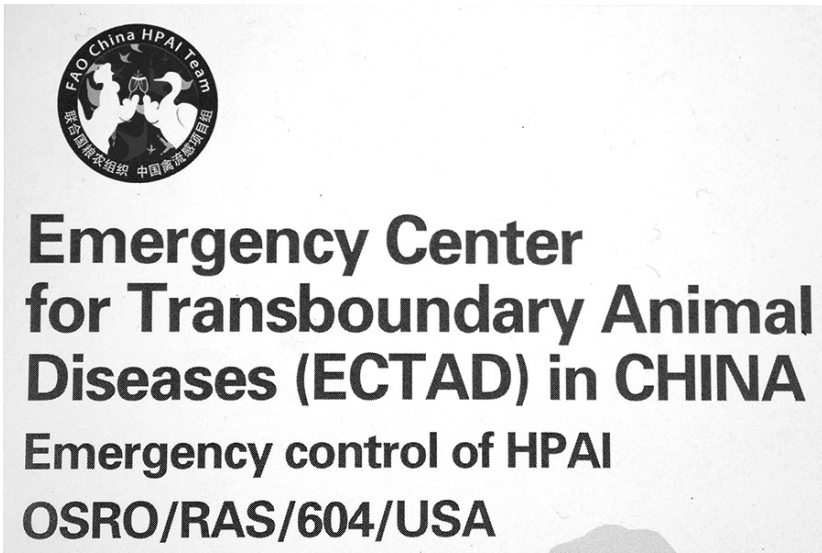 FAO China HPAI Team
联合国粮农组织 中国禽流感项目组
Emergency Center
for Transboundary Animal
Diseases (ECTAD) in CHINA
Emergency control of HPAI
OSRO/RAS/604/USA